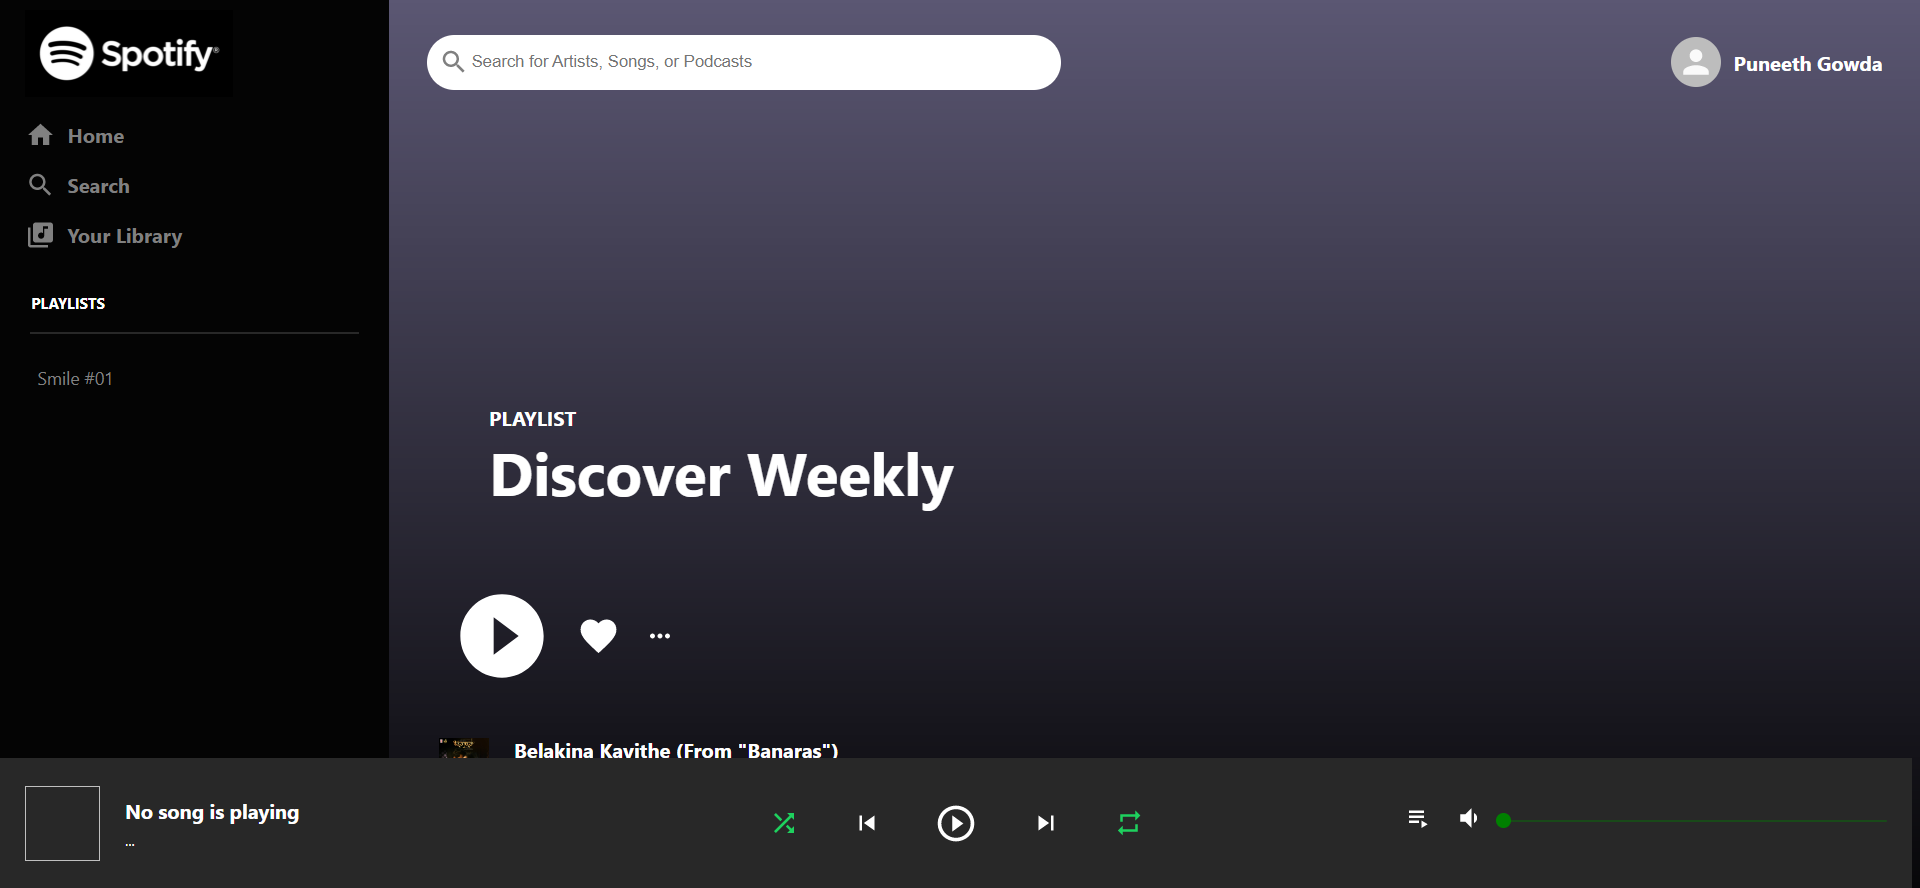 Spotify®
Home
Search
Your Library
PLAYLISTS
Smile #01
Search for Artists, Songs, or Podcasts
Puneeth Gowda
PLAYLIST
Discover Weekly
Belakina Kavithe (From "Banaras")
No song is playing
...